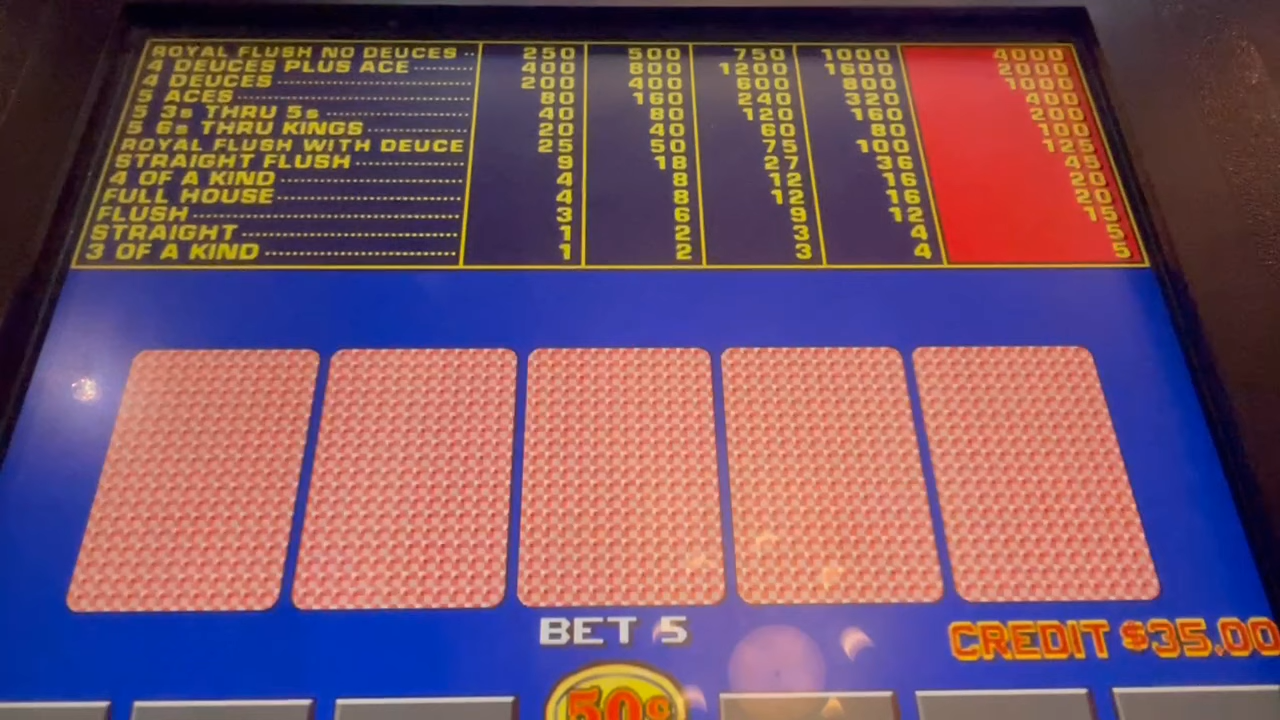 ROYAL FLUSH NO DEUCES .. 250 500 750 1000 4000
4 DEUCES PLUS ACE ........ 400 800 1200 1600 2000
4 DEUCES ........................ 200 400 600 800 1000
5 ACES ............................. 80 160 240 320 400
5 3s THRU 5s .................. 40 80 120 160 200
5 6s THRU KINGS ............. 20 40 60 80 100
ROYAL FLUSH WITH DEUCE 25 50 75 100 125
STRAIGHT FLUSH .............. 9 18 27 36 45
4 OF A KIND ....................... 4 8 12 16 20
FULL HOUSE ....................... 4 8 12 16 20
FLUSH ................................. 3 6 9 12 15
STRAIGHT ........................... 1 2 3 4 5
3 OF A KIND ....................... 1 2 3 4 5
BET 5
CREDIT $35.00
50¢